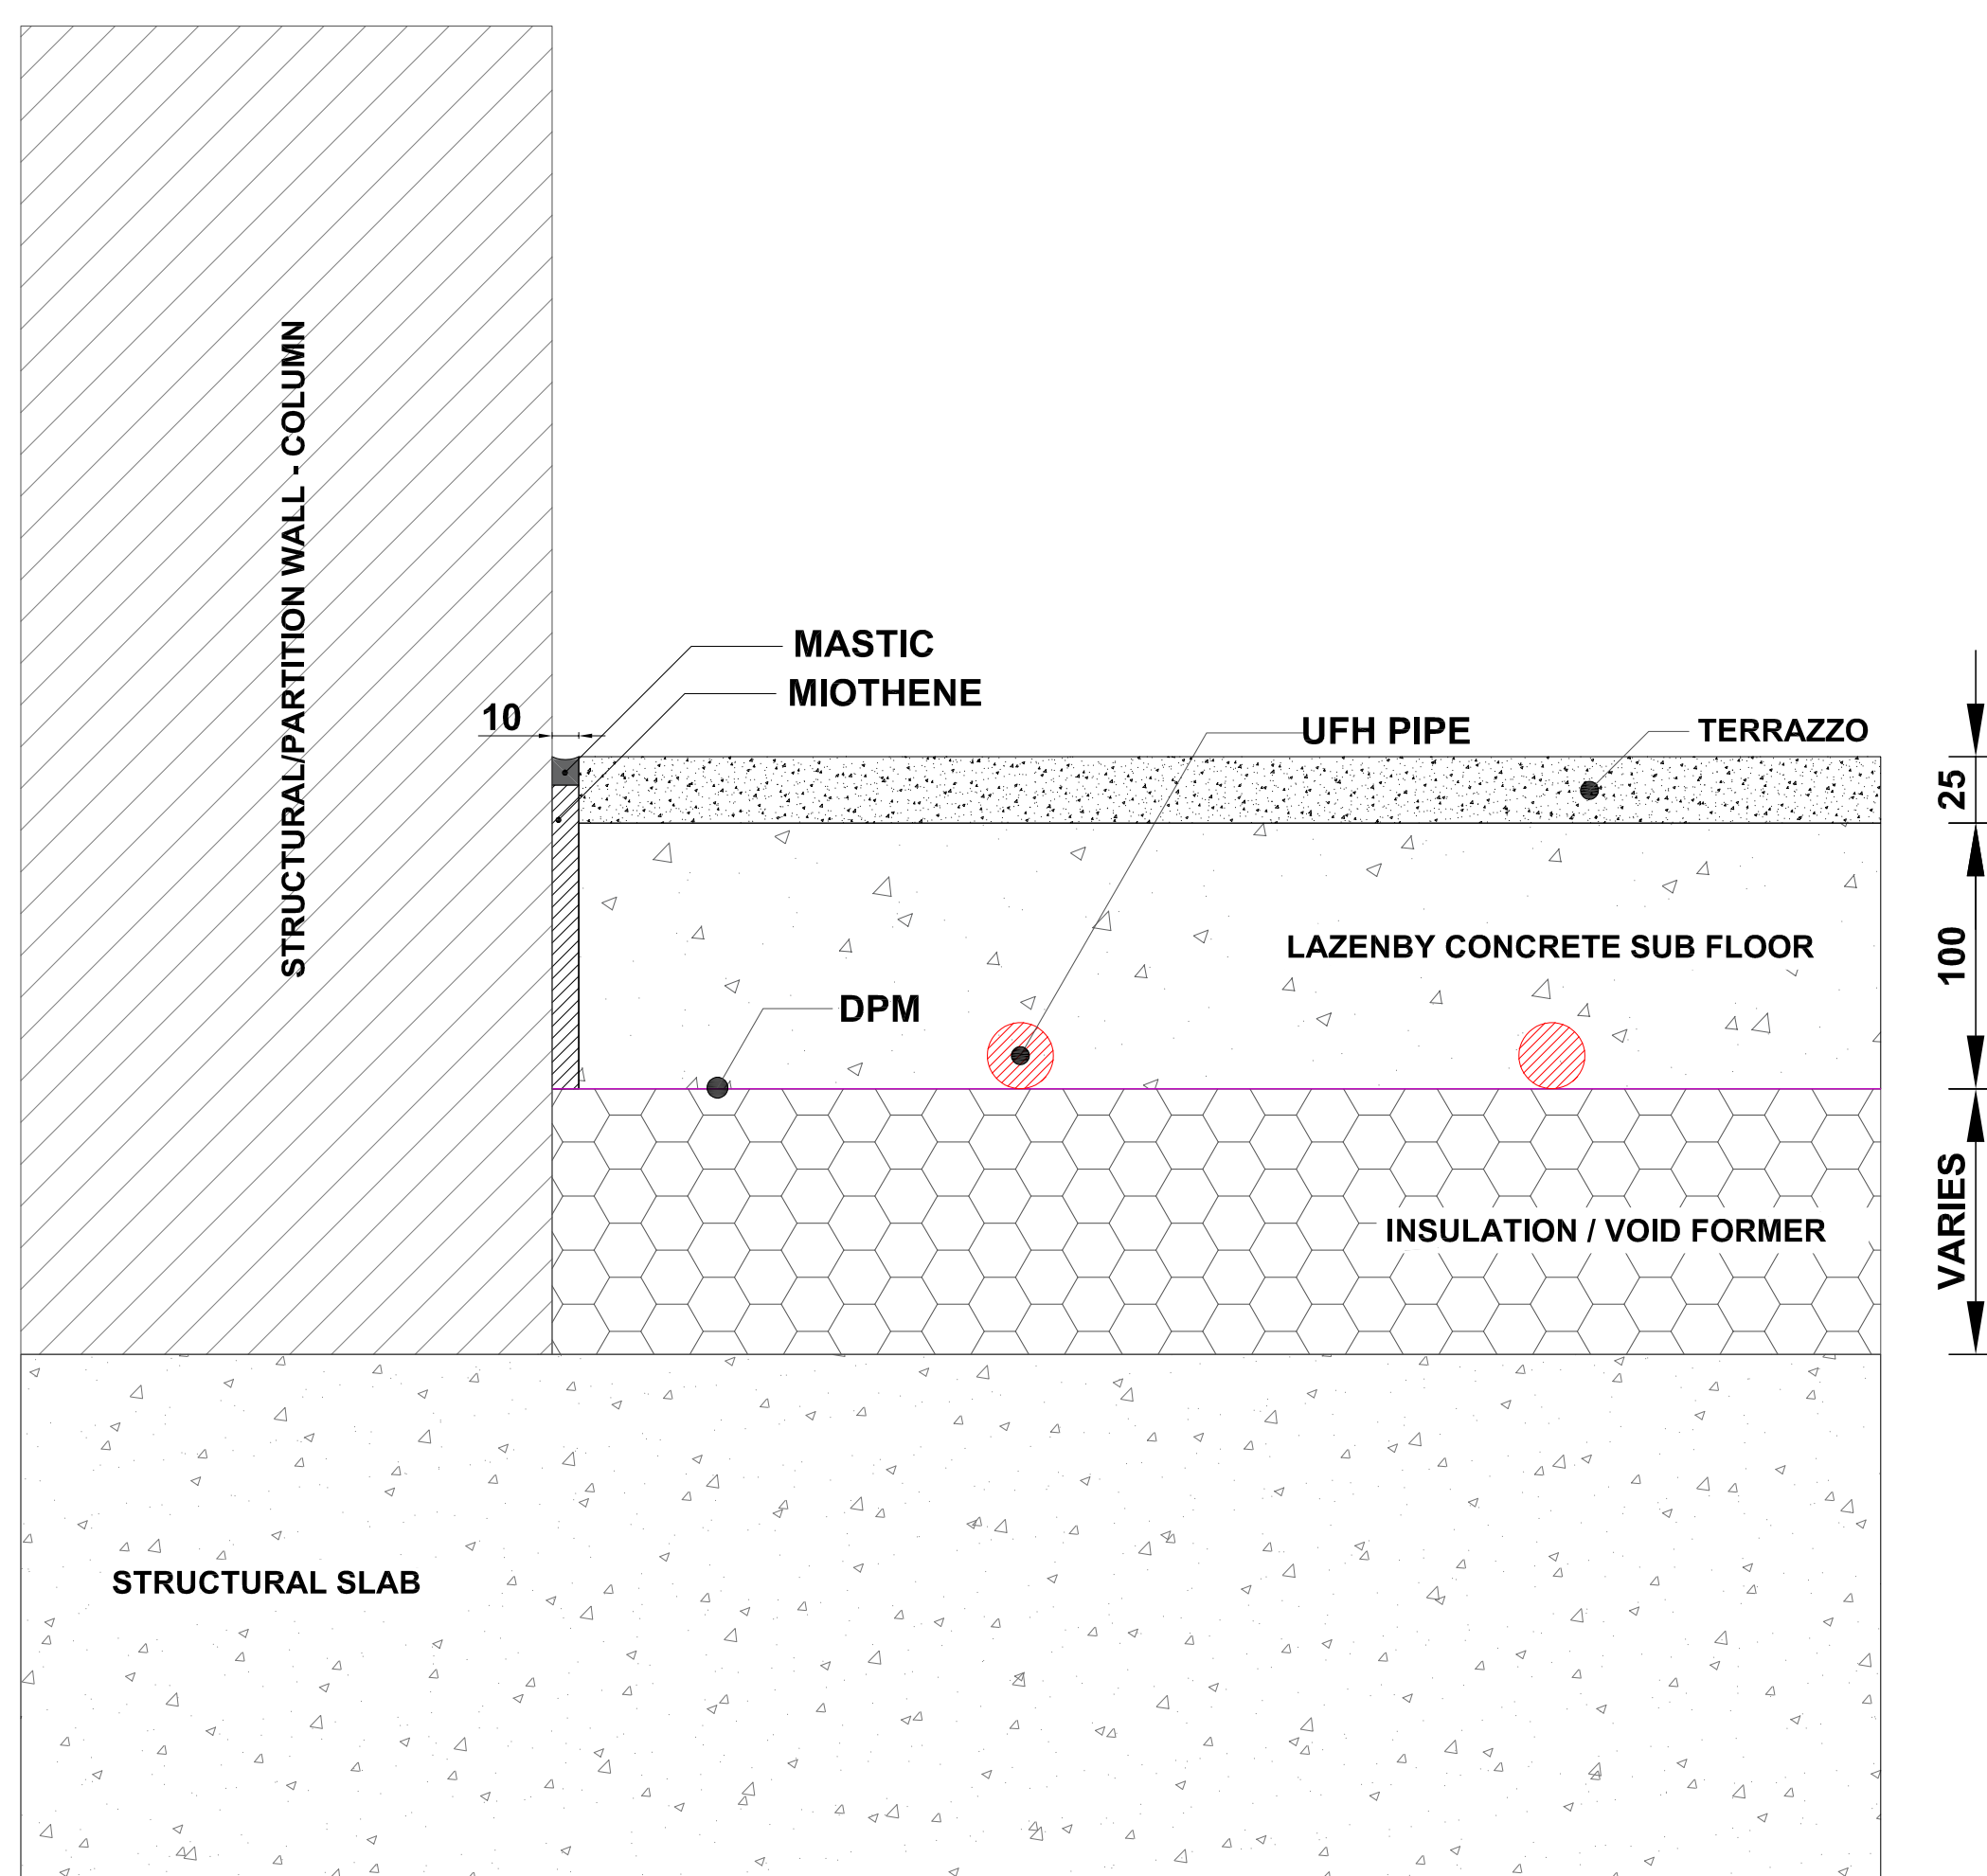 STRUCTURAL/PARTITION WALL - COLUMN
MASTIC
MIOTHENE
10
UFH PIPE
TERRAZZO
25
LAZENBY CONCRETE SUB FLOOR
100
DPM
VARIES
INSULATION / VOID FORMER
STRUCTURAL SLAB